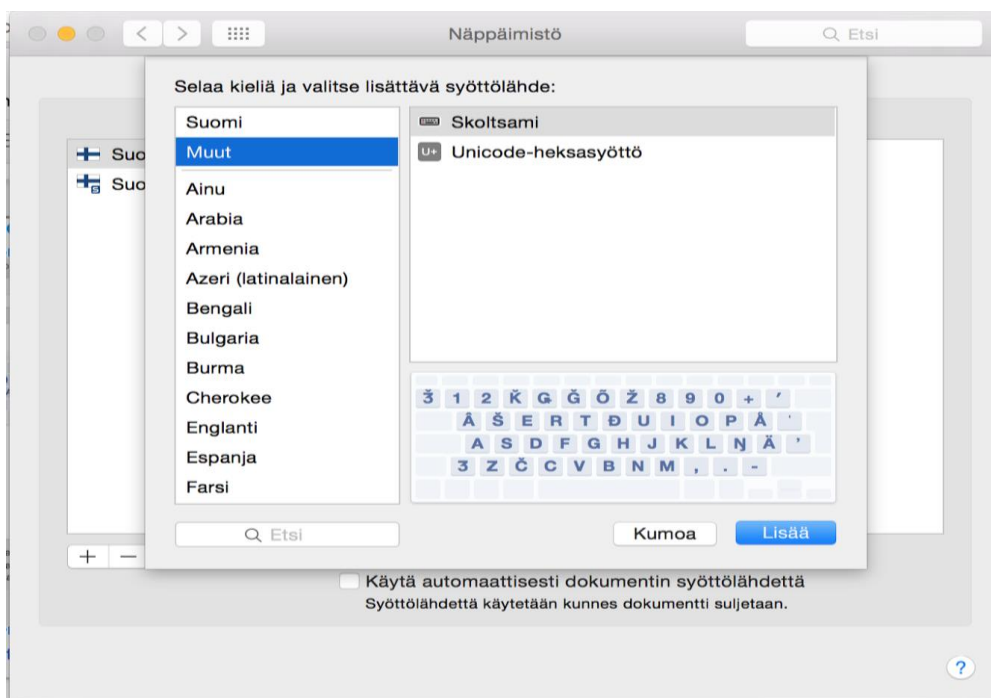 Näppäimistö
Etsi
Selaa kieliä ja valitse lisättävä syöttölähde:
Suo
Suo
Suomi
Muut
Ainu
Arabia
Armenia
Azeri (latinalainen)
Bengali
Bulgaria
Burma
Cherokee
Englanti
Espanja
Farsi
Skoltsami
U+ Unicode-heksasyöttö
Ǯ 1 2 Ǩ Ǥ Ǧ Õ Ž 8 9 0 + ´
Â Š E R T Đ U I O P Å ˈ
A S D F G H J K L Ŋ Ä '
Ʒ Z Č C V B N M , . -
Etsi
Kumoa
Lisää
+ −
Käytä automaattisesti dokumentin syöttölähdettä
Syöttölähdettä käytetään kunnes dokumentti suljetaan.
?